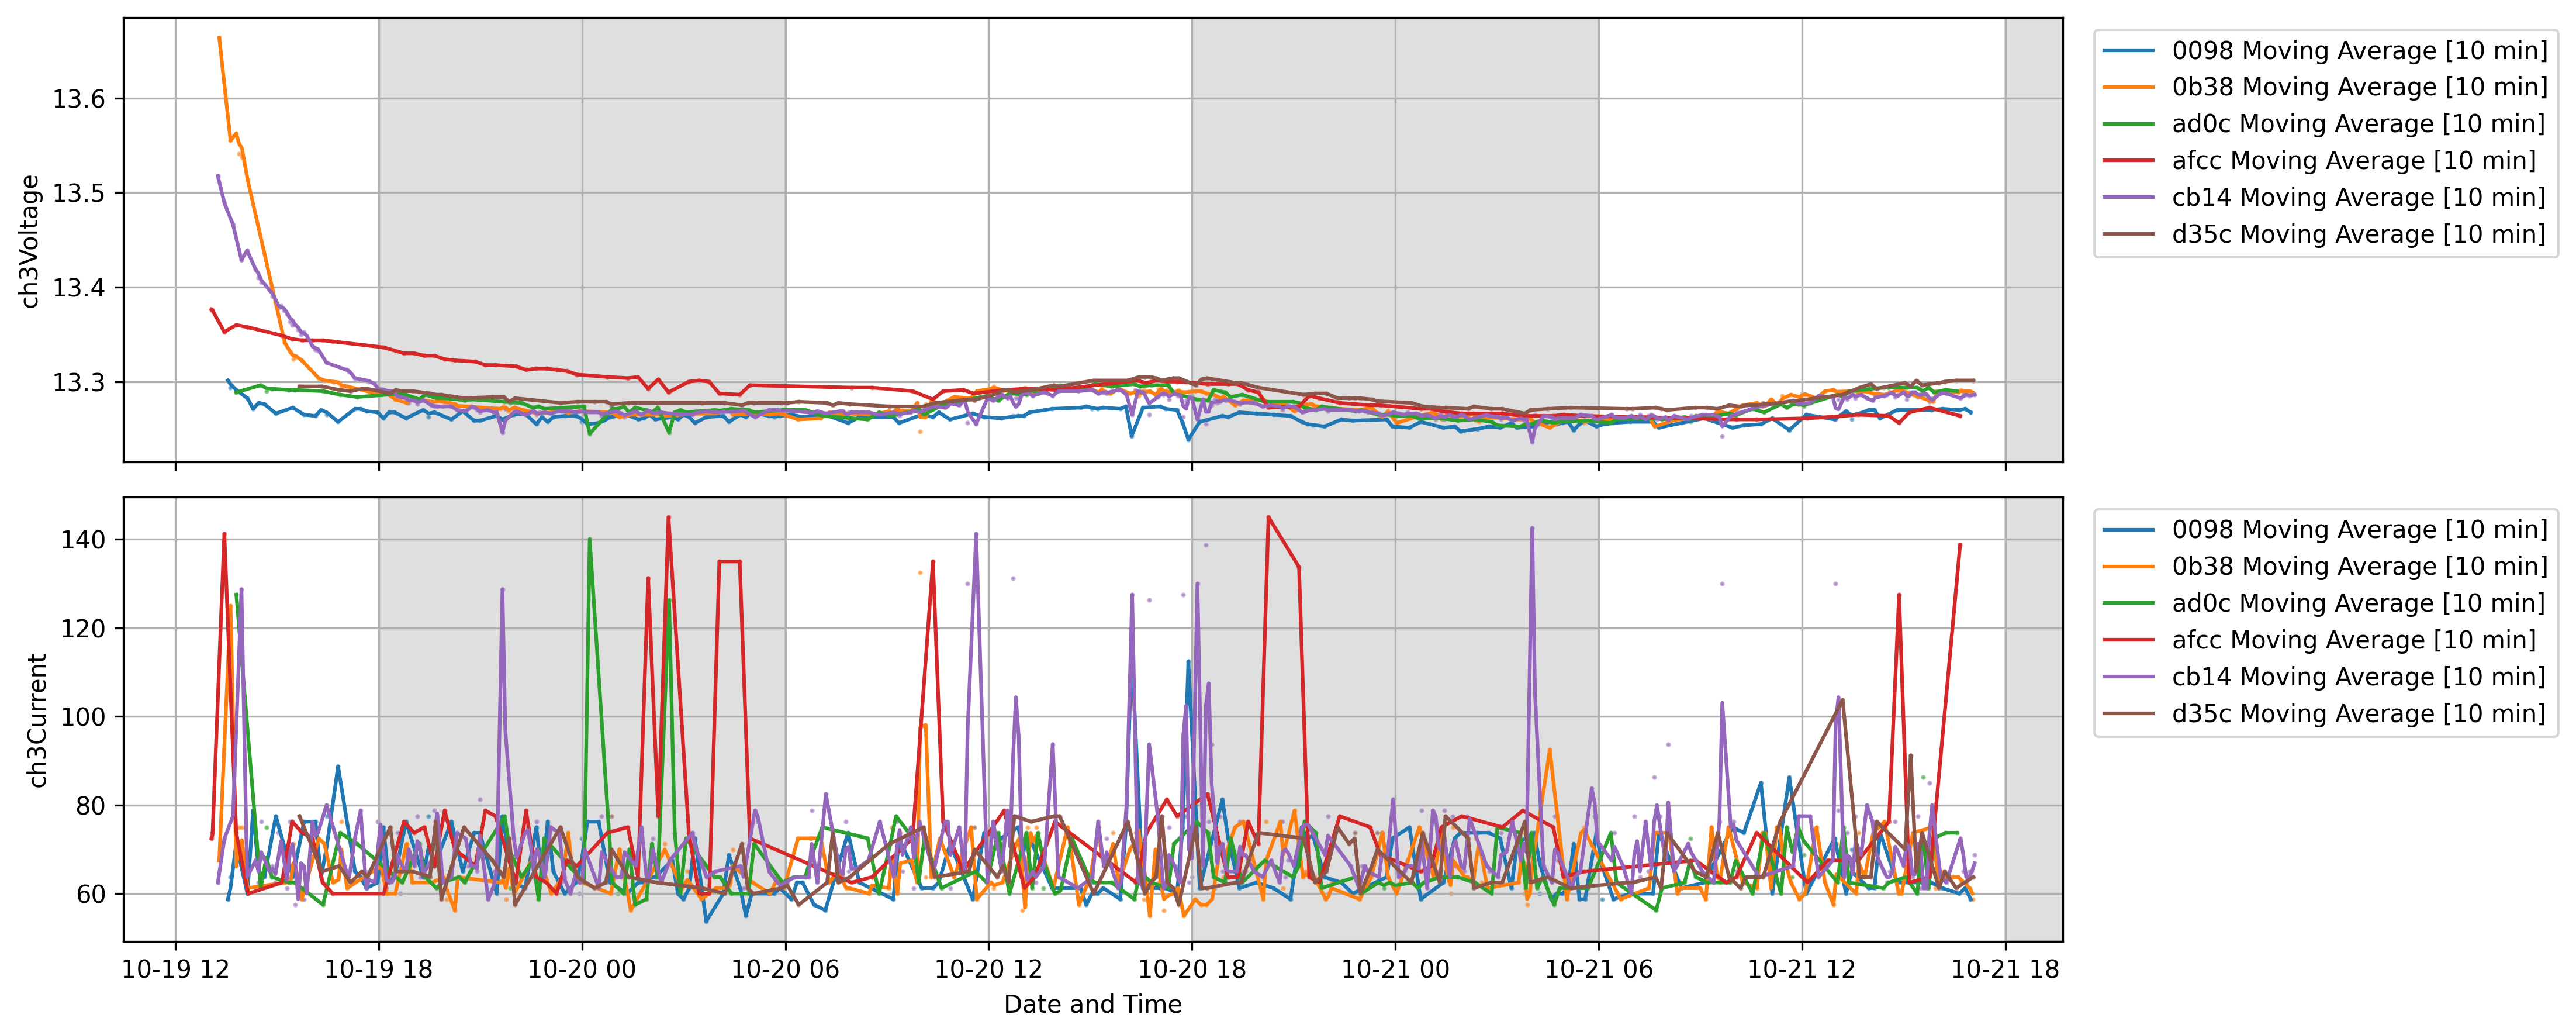 ch3Voltage
13.6
13.5
13.4
13.3
0098 Moving Average [10 min]
0b38 Moving Average [10 min]
ad0c Moving Average [10 min]
afcc Moving Average [10 min]
cb14 Moving Average [10 min]
d35c Moving Average [10 min]
ch3Current
140
120
100
80
60
0098 Moving Average [10 min]
0b38 Moving Average [10 min]
ad0c Moving Average [10 min]
afcc Moving Average [10 min]
cb14 Moving Average [10 min]
d35c Moving Average [10 min]
10-19 12 10-19 18 10-20 00 10-20 06 10-20 12 10-20 18 10-21 00 10-21 06 10-21 12 10-21 18
Date and Time